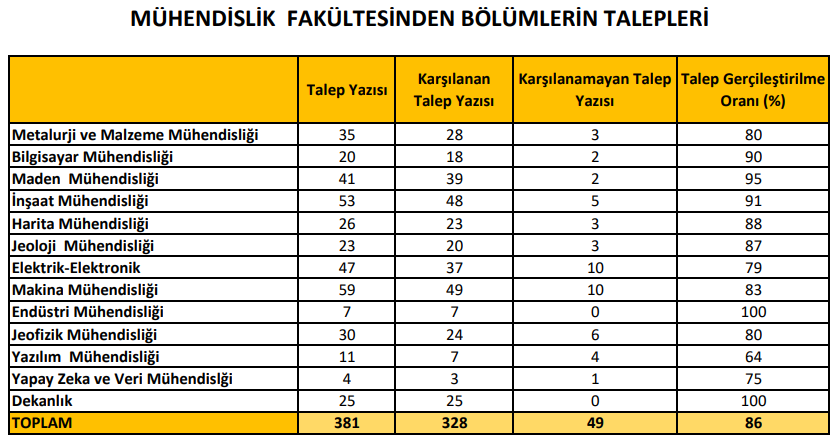 MÜHENDİSLİK FAKÜLTESİNDEN BÖLÜMLERİN TALEPLERİ
Talep Yazısı Karşılanan Talep Yazısı Karşılanamayan Talep Yazısı Talep Gerçileştirilme Oranı (%)
Metalurji ve Malzeme Mühendisliği 35 28 3 80
Bilgisayar Mühendisliği 20 18 2 90
Maden Mühendisliği 41 39 2 95
İnşaat Mühendisliği 53 48 5 91
Harita Mühendisliği 26 23 3 88
Jeoloji Mühendisliği 23 20 3 87
Elektrik-Elektronik 47 37 10 79
Makina Mühendisliği 59 49 10 83
Endüstri Mühendisliği 7 7 0 100
Jeofizik Mühendisliği 30 24 6 80
Yazılım Mühendisliği 11 7 4 64
Yapay Zeka ve Veri Mühendislği 4 3 1 75
Dekanlık 25 25 0 100
TOPLAM 381 328 49 86